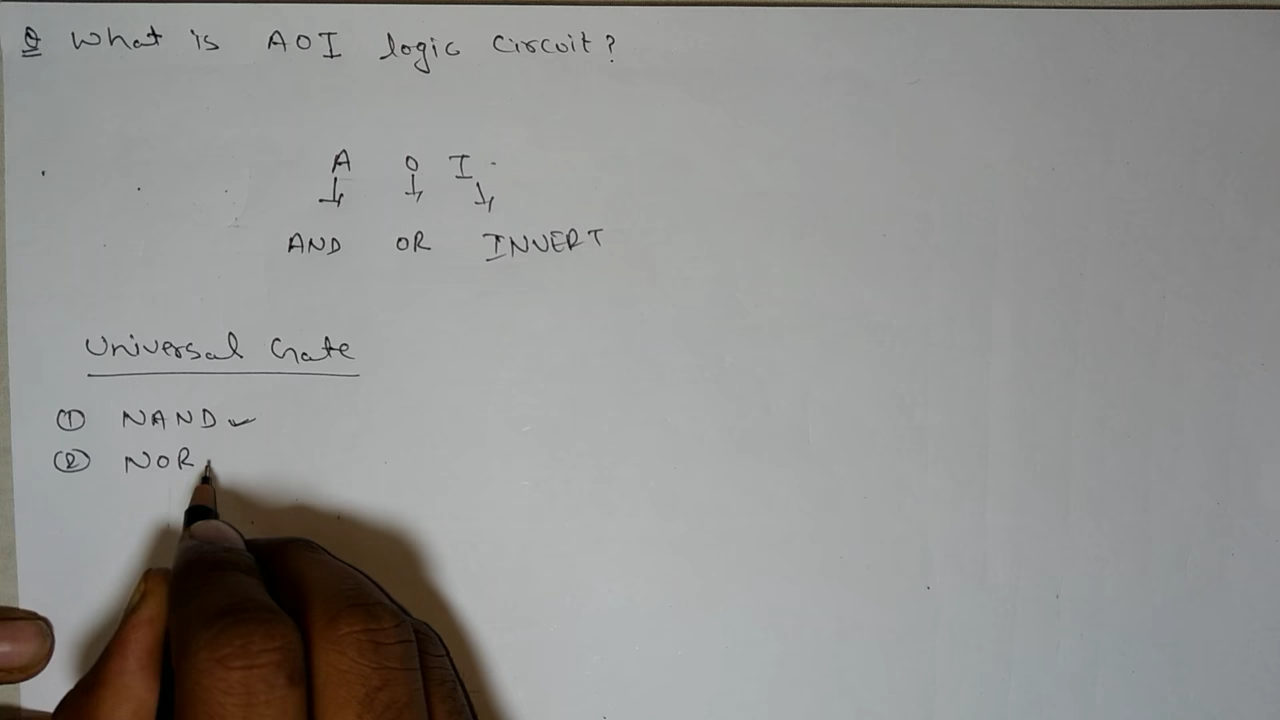 Q What is AOI logic circuit?
A O I
AND OR INVERT
Universal Gate
① NAND ✓
② NOR